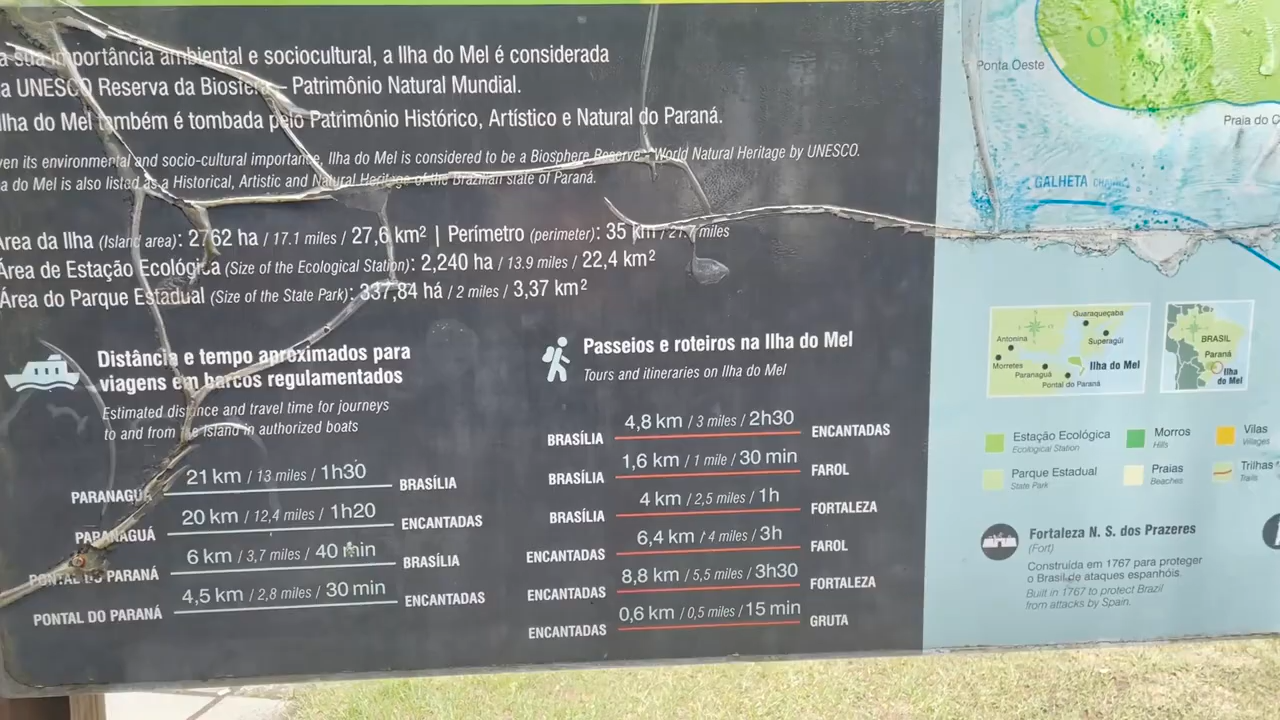 a sua importância ambiental e sociocultural, a Ilha do Mel é considerada
a UNESCO Reserva da Biosfera – Patrimônio Natural Mundial.
Ilha do Mel também é tombada pelo Patrimônio Histórico, Artístico e Natural do Paraná.
ven its environmental and socio-cultural importance, Ilha do Mel is considered to be a Biosphere Reserve - World Natural Heritage by UNESCO.
a do Mel is also listed as a Historical, Artistic and Natural Heritage of the Brazilian state of Paraná.
Área da Ilha (Island area): 2762 ha / 17.1 miles / 27,6 km² | Perímetro (perimeter): 35 km / 21.7 miles
Área de Estação Ecológica (Size of the Ecological Station): 2,240 ha / 13.9 miles / 22,4 km²
Área do Parque Estadual (Size of the State Park): 337,84 há / 2 miles / 3,37 km²
Distância e tempo aproximados para
viagens em barcos regulamentados
Estimated distance and travel time for journeys
to and from the island in authorized boats
PARANAGUÁ 21 km / 13 miles / 1h30 BRASÍLIA
PARANAGUÁ 20 km / 12,4 miles / 1h20 ENCANTADAS
PONTAL DO PARANÁ 6 km / 3,7 miles / 40 min BRASÍLIA
PONTAL DO PARANÁ 4,5 km / 2,8 miles / 30 min ENCANTADAS
Passeios e roteiros na Ilha do Mel
Tours and itineraries on Ilha do Mel
BRASÍLIA 4,8 km / 3 miles / 2h30 ENCANTADAS
BRASÍLIA 1,6 km / 1 mile / 30 min FAROL
BRASÍLIA 4 km / 2,5 miles / 1h FORTALEZA
ENCANTADAS 6,4 km / 4 miles / 3h FAROL
ENCANTADAS 8,8 km / 5,5 miles / 3h30 FORTALEZA
ENCANTADAS 0,6 km / 0,5 miles / 15 min GRUTA
Ponta Oeste
Praia do C
GALHETA
Guaraqueçaba
Antonina
Superagüi
Morretes
Ilha do Mel
Paranaguá
Pontal do Paraná
BRASIL
Paraná
Ilha
do Mel
Estação Ecológica
Ecological Station
Morros
Hills
Vilas
Villages
Parque Estadual
State Park
Praias
Beaches
Trilhas
Trails
Fortaleza N. S. dos Prazeres
(Fort)
Construída em 1767 para proteger
o Brasil de ataques espanhóis.
Built in 1767 to protect Brazil
from attacks by Spain.